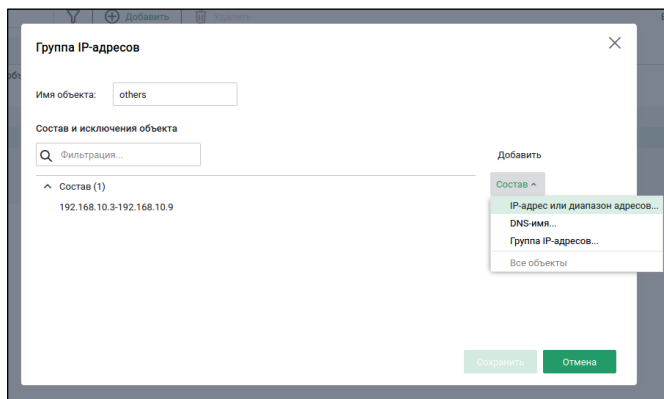 Добавить Удалить
Группа IP-адресов
Имя объекта: others
Состав и исключения объекта
Фильтрация... Добавить
Состав (1) Состав
192.168.10.3-192.168.10.9
IP-адрес или диапазон адресов...
DNS-имя...
Группа IP-адресов...
Все объекты
Сохранить Отмена